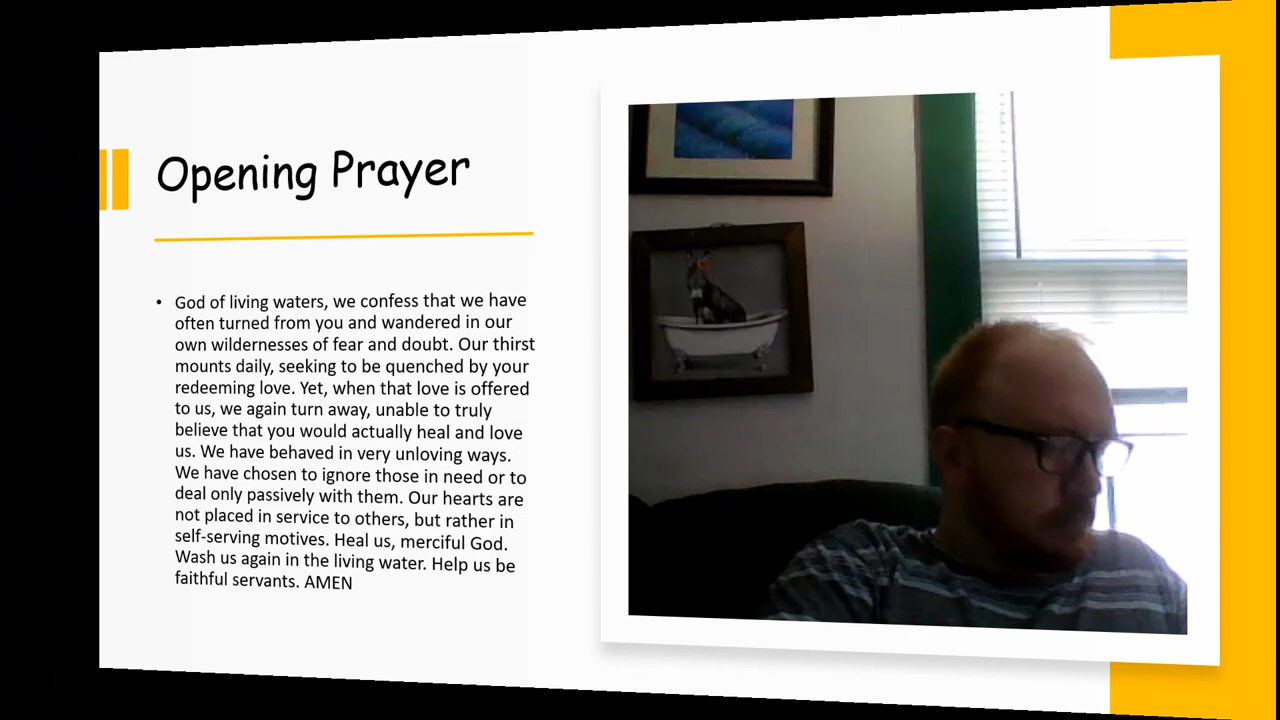 Opening Prayer
• God of living waters, we confess that we have
often turned from you and wandered in our
own wildernesses of fear and doubt. Our thirst
mounts daily, seeking to be quenched by your
redeeming love. Yet, when that love is offered
to us, we again turn away, unable to truly
believe that you would actually heal and love
us. We have behaved in very unloving ways.
We have chosen to ignore those in need or to
deal only passively with them. Our hearts are
not placed in service to others, but rather in
self-serving motives. Heal us, merciful God.
Wash us again in the living water. Help us be
faithful servants. AMEN